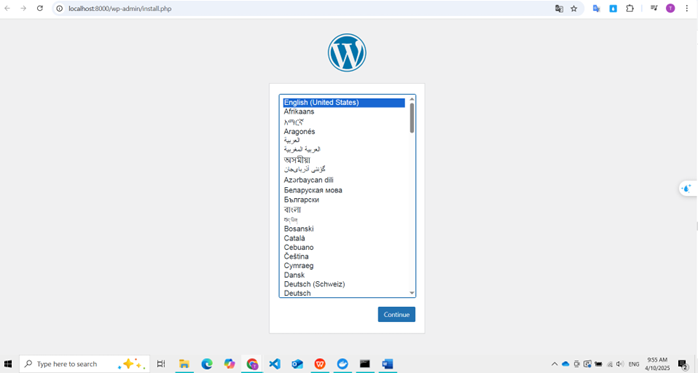 localhost:8000/wp-admin/install.php
English (United States)
Afrikaans
አማርኛ
Aragonés
العربية
العربية المغربية
অসমীয়া
گؤنئی آذربایجان
Azərbaycan dili
Беларуская мова
Български
বাংলা
Bosanski
Català
Cebuano
Čeština
Cymraeg
Dansk
Deutsch (Schweiz)
Deutsch
Continue
Type here to search
ENG
9:55 AM
4/10/2025